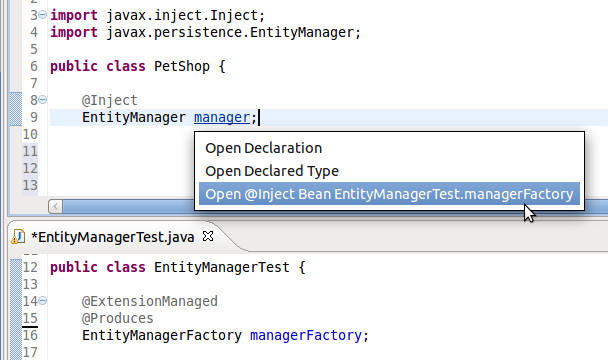 2
3 import javax.inject.Inject;
4 import javax.persistence.EntityManager;
5
6 public class PetShop {
7
8 @Inject
9 EntityManager manager;
10
11
12
13
Open Declaration
Open Declared Type
Open @Inject Bean EntityManagerTest.managerFactory
*EntityManagerTest.java
12 public class EntityManagerTest {
13
14 @ExtensionManaged
15 @Produces
16 EntityManagerFactory managerFactory;